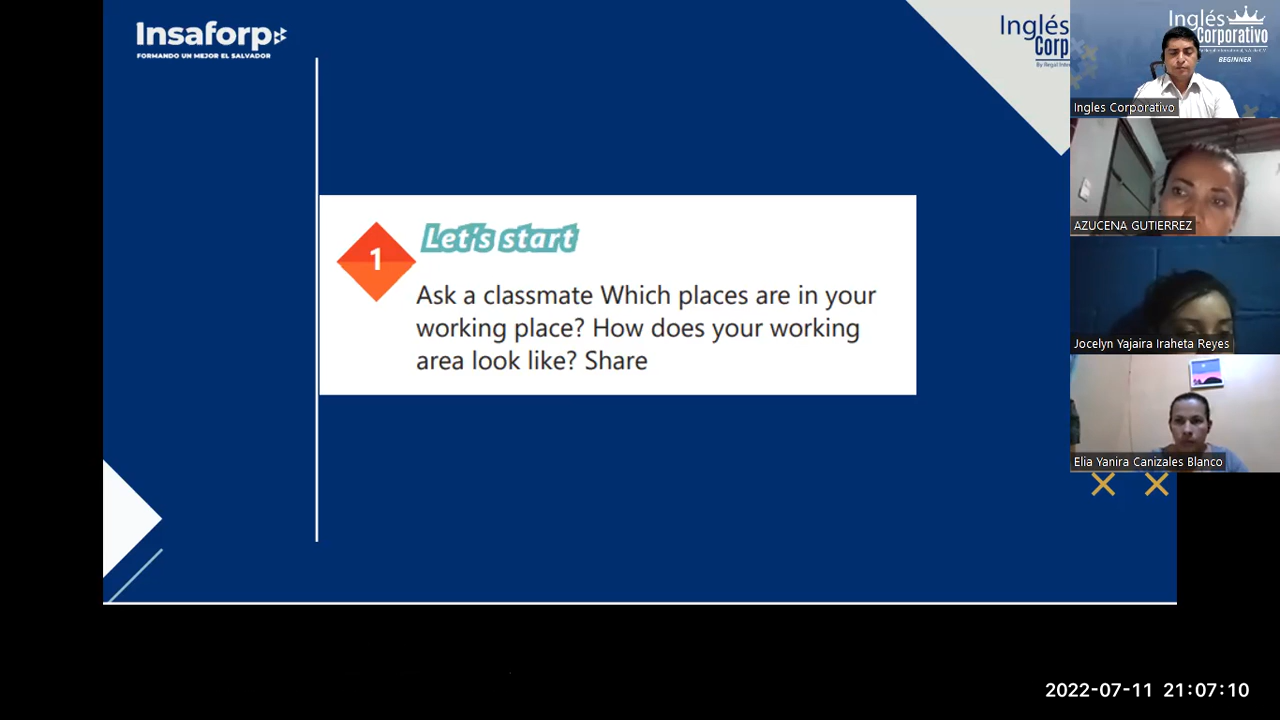 Insaforp
FORMANDO UN MEJOR EL SALVADOR
Inglés
Corp
Inglés
Corporativo
BEGINNER
Ingles Corporativo
1
Let's start
Ask a classmate Which places are in your
working place? How does your working
area look like? Share
AZUCENA GUTIERREZ
Jocelyn Yajaira Iraheta Reyes
Elia Yanira Canizales Blanco
2022-07-11 21:07:10